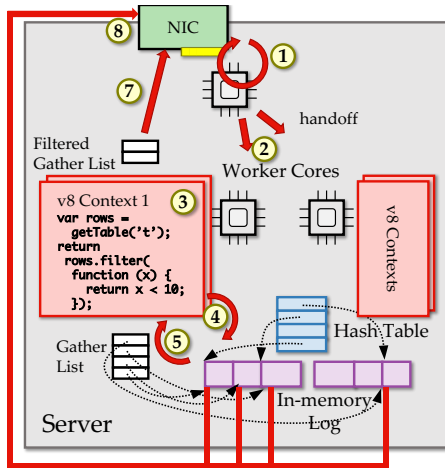 8
NIC
1
7
2
handoff
Filtered
Gather List
Worker Cores
v8 Context 1
3
var rows =
getTable('t');
return
rows.filter(
function (x) {
return x < 10;
});
v8 Contexts
4
5
Hash Table
Gather
List
In-memory
Log
Server